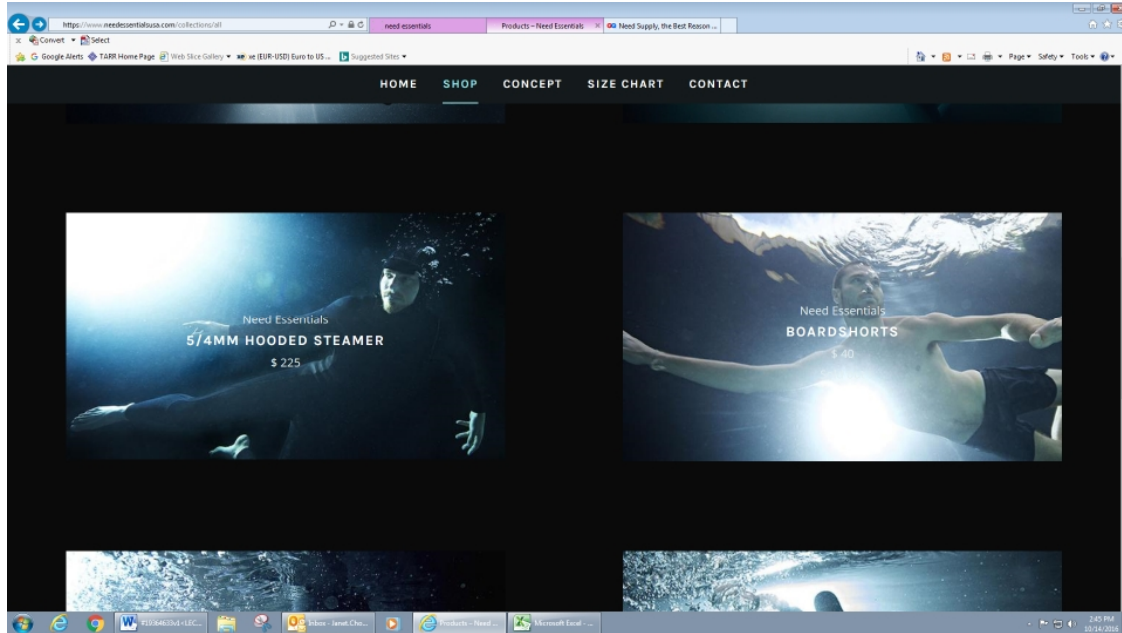 https://www.needessentialsusa.com/collections/all
need essentials
Products – Need Essentials
Need Supply, the Best Reason ...
x Convert Select
Google Alerts TARR Home Page Web Slice Gallery xe (EUR-USD) Euro to US... Suggested Sites
Page Safety Tools
HOME SHOP CONCEPT SIZE CHART CONTACT
Need Essentials
5/4MM HOODED STEAMER
$ 225
Need Essentials
BOARDSHORTS
$ 40
Inbox - Janet.Cho...
Products – Need ...
Microsoft Excel - ...
2:45 PM
10/14/2016